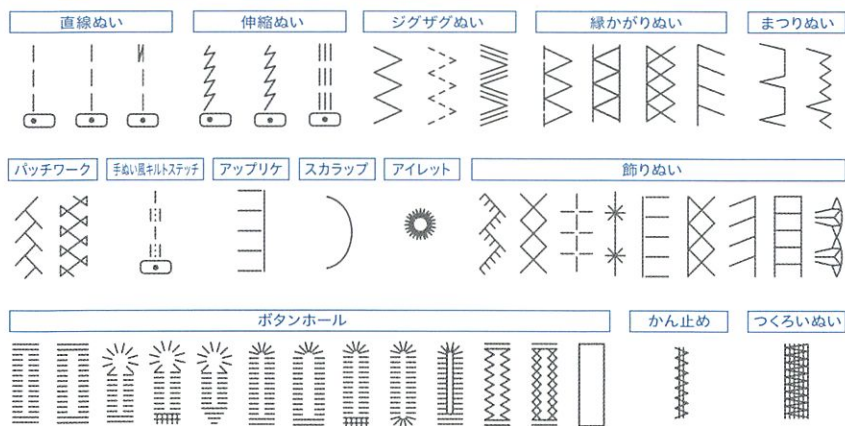 直線ぬい 伸縮ぬい ジグザグぬい 縁かがりぬい まつりぬい
パッチワーク 手ぬい風キルトステッチ アップリケ スカラップ アイレット 飾りぬい
ボタンホール かん止め つくろいぬい